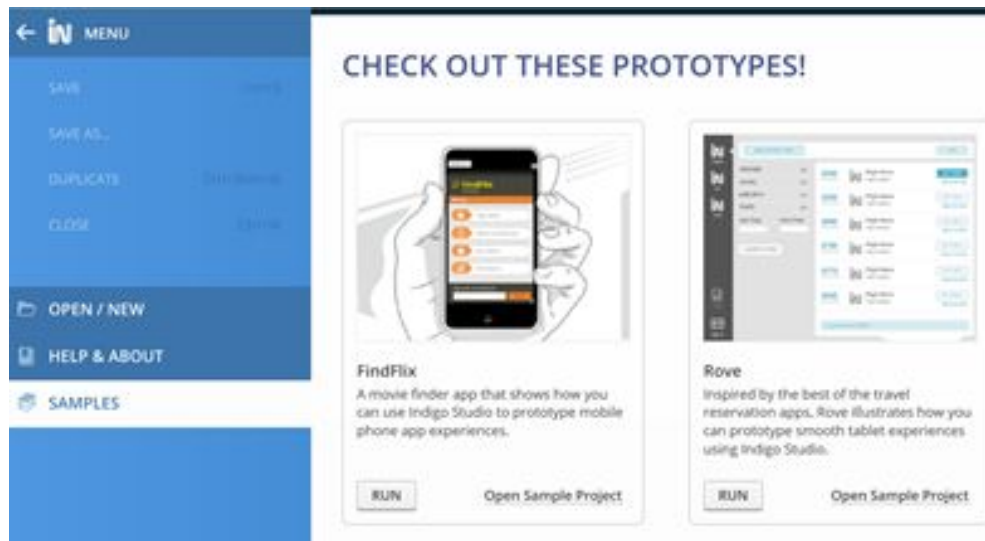 MENU
SAVE
SAVE AS...
DUPLICATE
CLOSE
OPEN / NEW
HELP & ABOUT
SAMPLES
CHECK OUT THESE PROTOTYPES!
FindFlix
FindFlix
A movie finder app that shows how you
can use Indigo Studio to prototype mobile
phone app experiences.
RUN Open Sample Project
Rove
Inspired by the best of the travel
reservation apps. Rove illustrates how you
can prototype smooth tablet experiences
using Indigo Studio.
RUN Open Sample Project